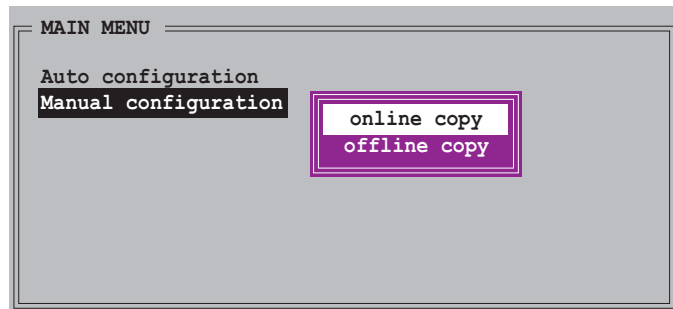 MAIN MENU
Auto configuration
Manual configuration
online copy
offline copy